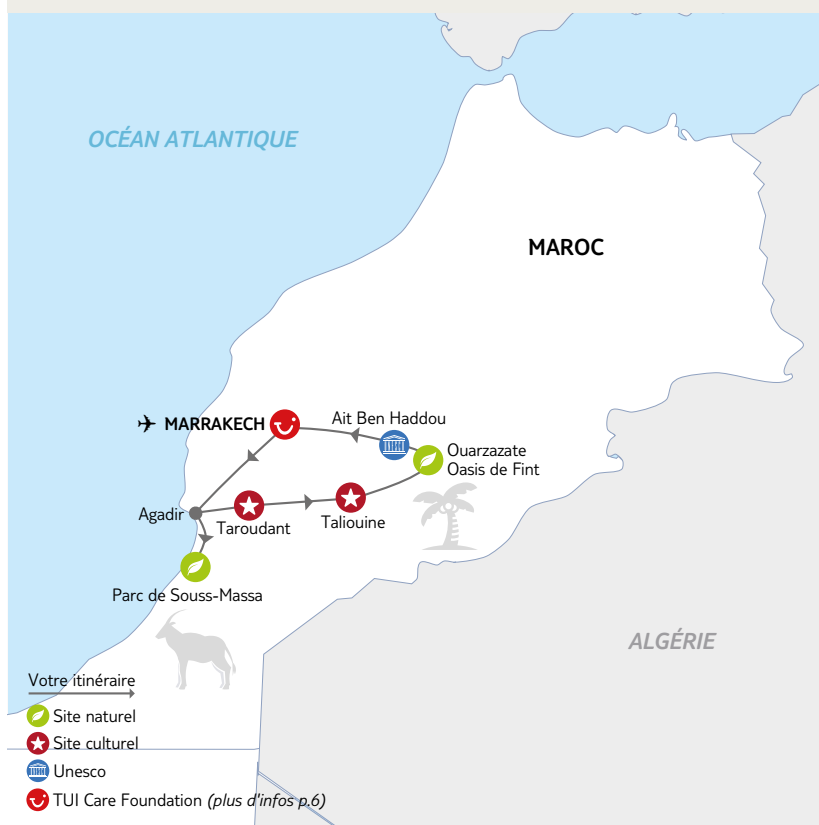 OCÉAN ATLANTIQUE
MAROC
MARRAKECH
Ait Ben Haddou
Ouarzazate
Oasis de Fint
Agadir
Taroudant
Taliouine
Parc de Souss-Massa
ALGÉRIE
Votre itinéraire
Site naturel
Site culturel
Unesco
TUI Care Foundation (plus d'infos p.6)